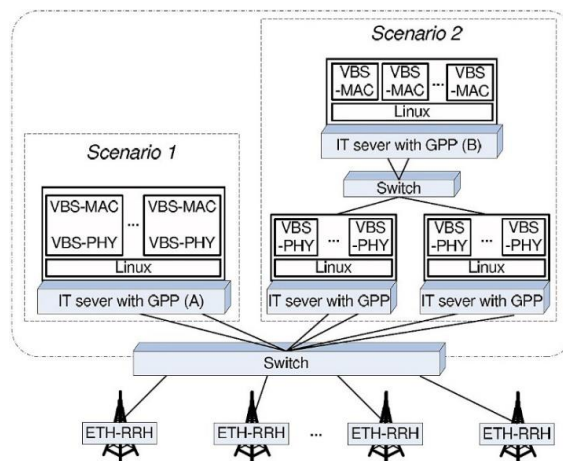 Scenario 2
VBS VBS VBS
-MAC -MAC ... -MAC
Linux
IT sever with GPP (B)
Switch
Scenario 1
VBS-MAC VBS-MAC
...
VBS-PHY VBS-PHY
Linux
IT sever with GPP (A)
VBS VBS
-PHY ... -PHY
Linux
IT sever with GPP
VBS VBS
-PHY ... -PHY
Linux
IT sever with GPP
Switch
ETH-RRH ETH-RRH ... ETH-RRH ETH-RRH